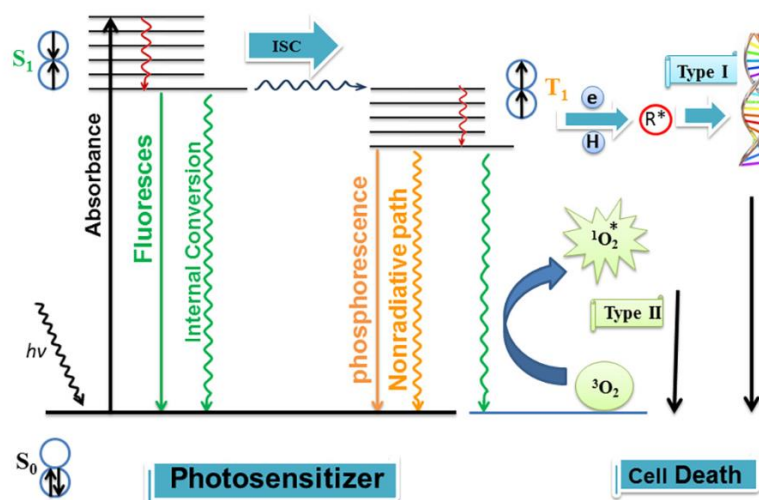 S₁
ISC
T₁
e
H
R*
Type I
Absorbance
Fluoresces
Internal Conversion
phosphorescence
Nonradiative path
¹O₂*
Type II
³O₂
hv
S₀
Photosensitizer
Cell Death